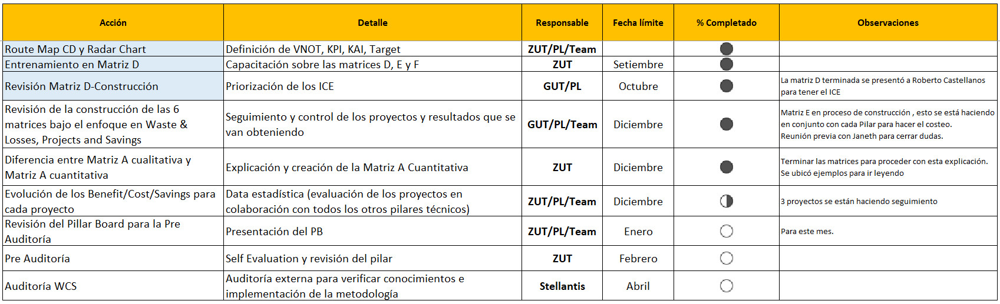 Acción Detalle Responsable Fecha límite % Completado Observaciones
Route Map CD y Radar Chart Definición de VNOT, KPI, KAI, Target ZUT/PL/Team
Entrenamiento en Matriz D Capacitación sobre las matrices D, E y F ZUT Setiembre
Revisión Matriz D-Construcción Priorización de los ICE GUT/PL Octubre
La matriz D terminada se presentó a Roberto Castellanos
para tener el ICE
Revisión de la construcción de las 6
matrices bajo el enfoque en Waste &
Losses, Projects and Savings
Seguimiento y control de los proyectos y resultados que se
van obteniendo
GUT/PL/Team Diciembre
Matriz E en proceso de construcción , esto se está haciendo
en conjunto con cada Pilar para hacer el costeo.
Reunión previa con Janeth para cerrar dudas.
Diferencia entre Matriz A cualitativa y
Matriz A cuantitativa
Explicación y creación de la Matriz A Cuantitativa ZUT Diciembre
Terminar las matrices para proceder con esta explicación.
Se ubicó ejemplos para ir leyendo
Evolución de los Benefit/Cost/Savings para
cada proyecto
Data estadística (evaluación de los proyectos en
colaboración con todos los otros pilares técnicos)
ZUT/PL/Team Diciembre 3 proyectos se están haciendo seguimiento
Revisión del Pillar Board para la Pre
Auditoría
Presentación del PB ZUT/PL/Team Enero Para este mes.
Pre Auditoría Self Evaluation y revisión del pilar ZUT Febrero
Auditoría WCS
Auditoría externa para verificar conocimientos e
implementación de la metodología
Stellantis Abril